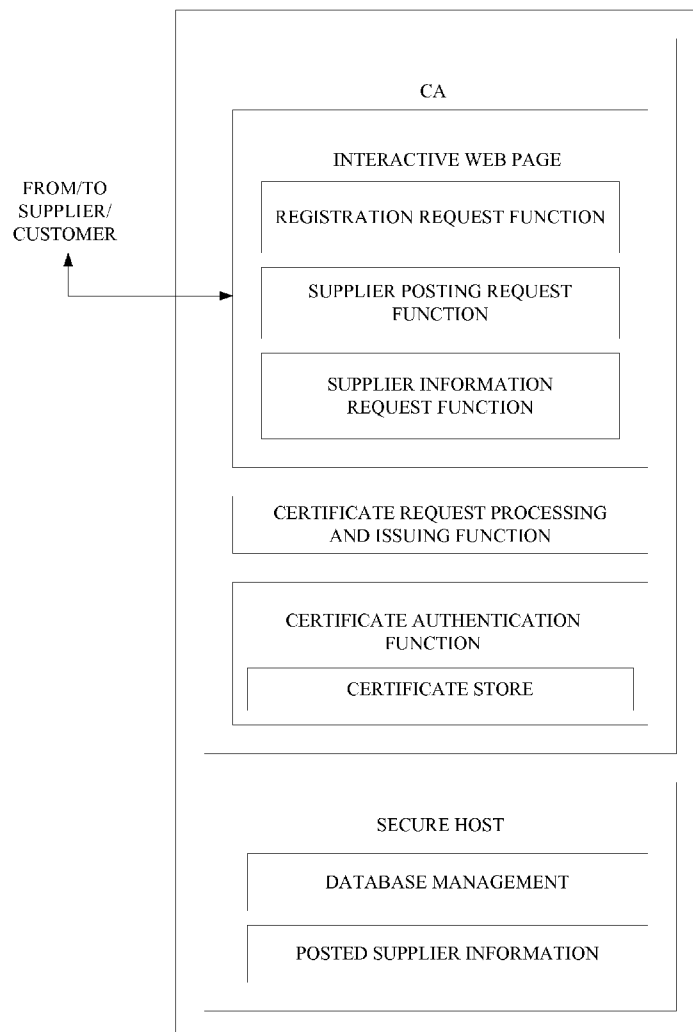 CA
INTERACTIVE WEB PAGE
FROM/TO
SUPPLIER/
CUSTOMER
REGISTRATION REQUEST FUNCTION
SUPPLIER POSTING REQUEST
FUNCTION
SUPPLIER INFORMATION
REQUEST FUNCTION
CERTIFICATE REQUEST PROCESSING
AND ISSUING FUNCTION
CERTIFICATE AUTHENTICATION
FUNCTION
CERTIFICATE STORE
SECURE HOST
DATABASE MANAGEMENT
POSTED SUPPLIER INFORMATION